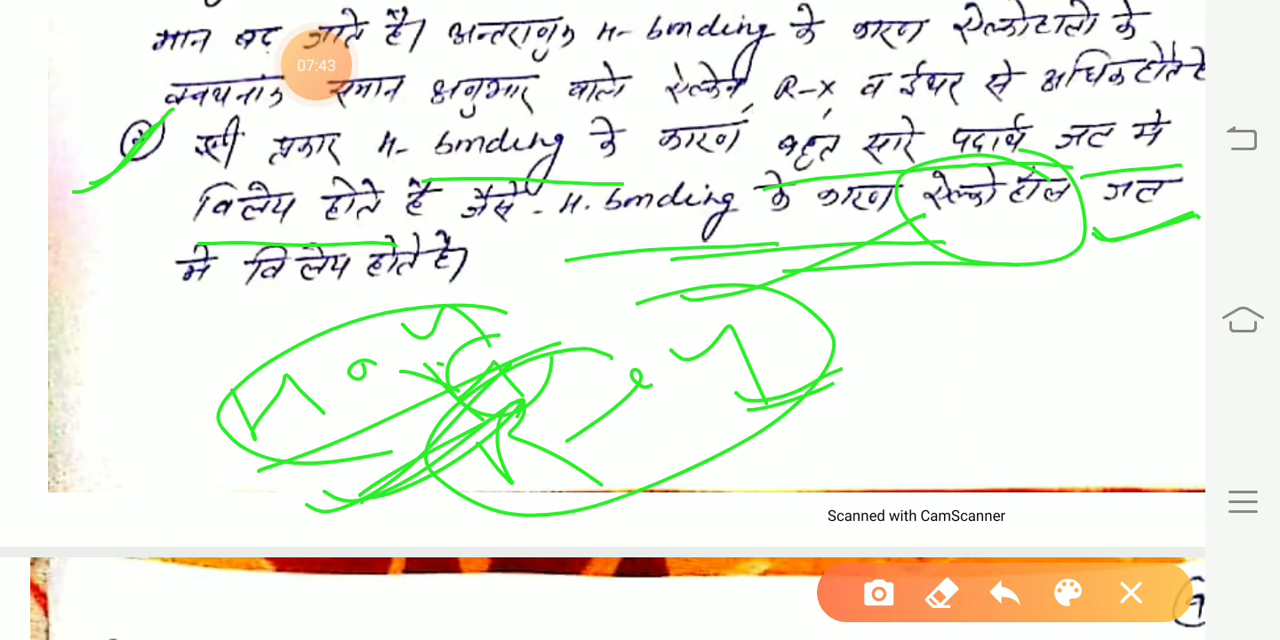 मान बढ़ जाते है। अन्तराणुक H- bonding के कारण ऐल्कोहालो के
07:43
क्वथनांक समान अणुभार वाले ऐल्केन, R-X, व ईथर से अधिक होते है
इसी प्रकार H- bonding के कारण बहुत सारे पदार्थ जल मे
विलेय होते है जैसे - H. bonding के कारण ऐल्कोहॉल जल
मे विलेय होते है।
Scanned with CamScanner